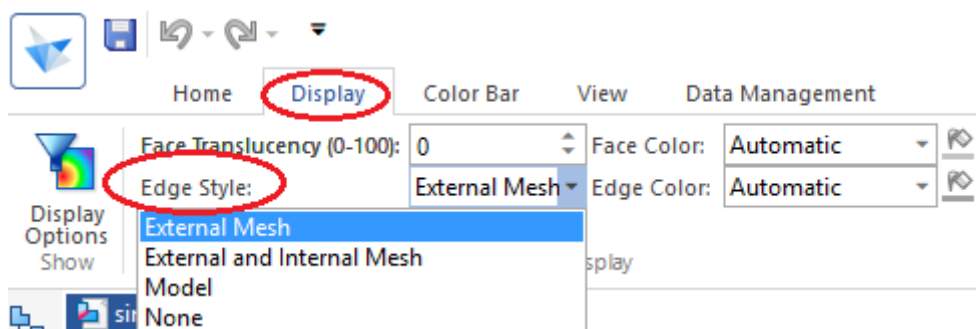 Home Display Color Bar View Data Management
Face Translucency (0-100): 0 Face Color: Automatic
Edge Style: External Mesh Edge Color: Automatic
Display
Options
Show
External Mesh
External and Internal Mesh
splay
Model
None